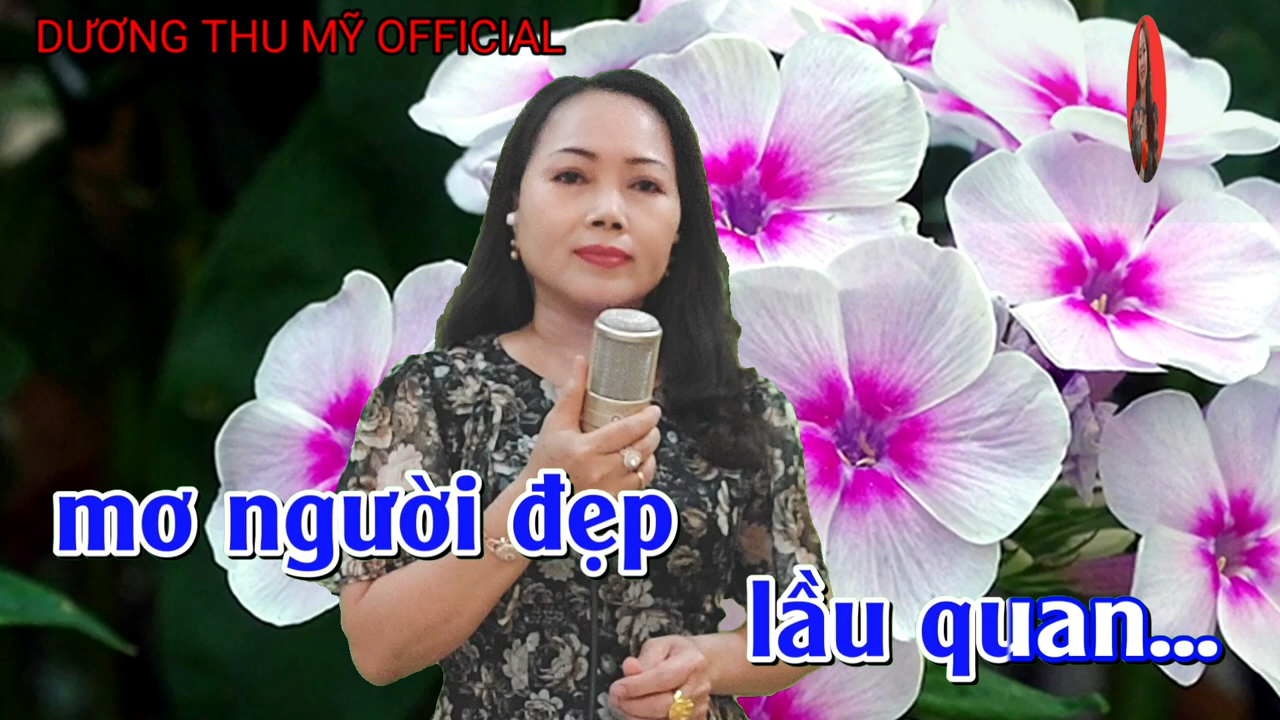 DƯƠNG THU MỸ OFFICIAL
mơ người đẹp
lầu quan...